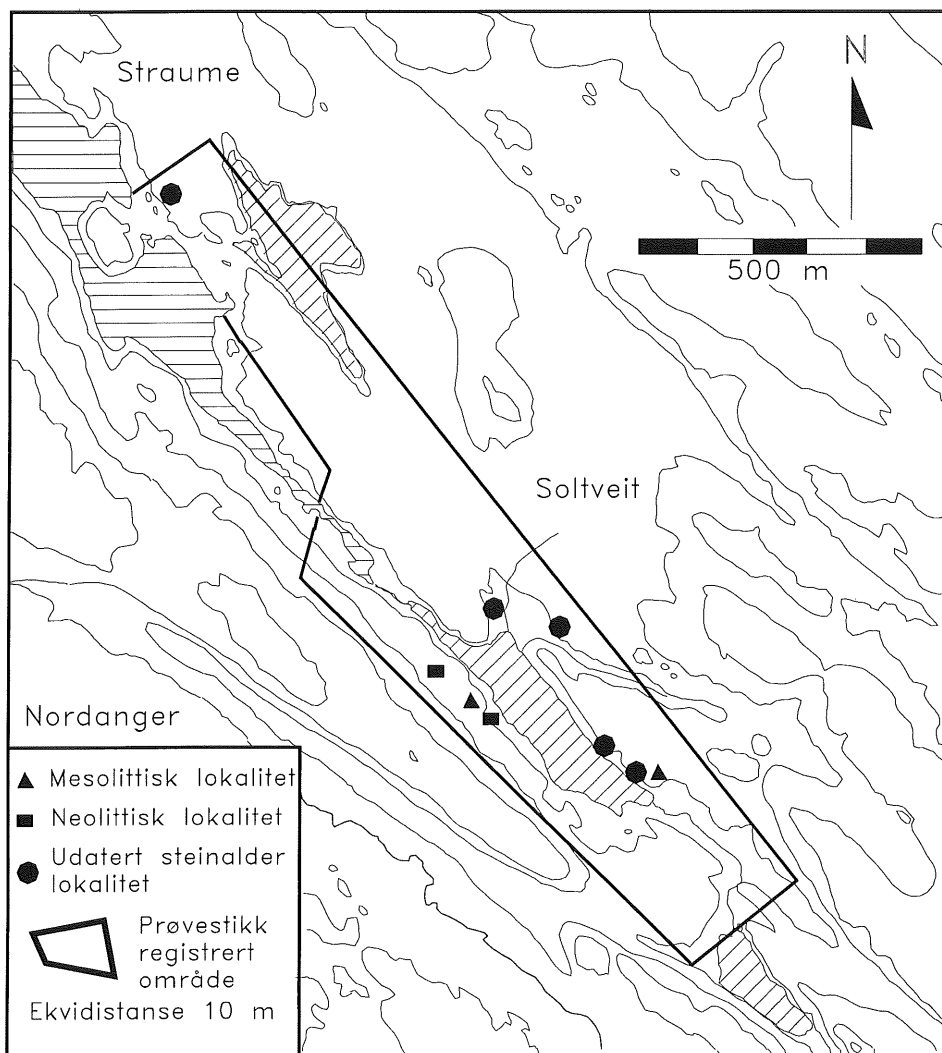 Straume
N
500 m
Soltveit
Nordanger
Mesolittisk lokalitet
Neolittisk lokalitet
Udatert steinalder
lokalitet
Prøvestikk
registrert
område
Ekvidistanse 10 m